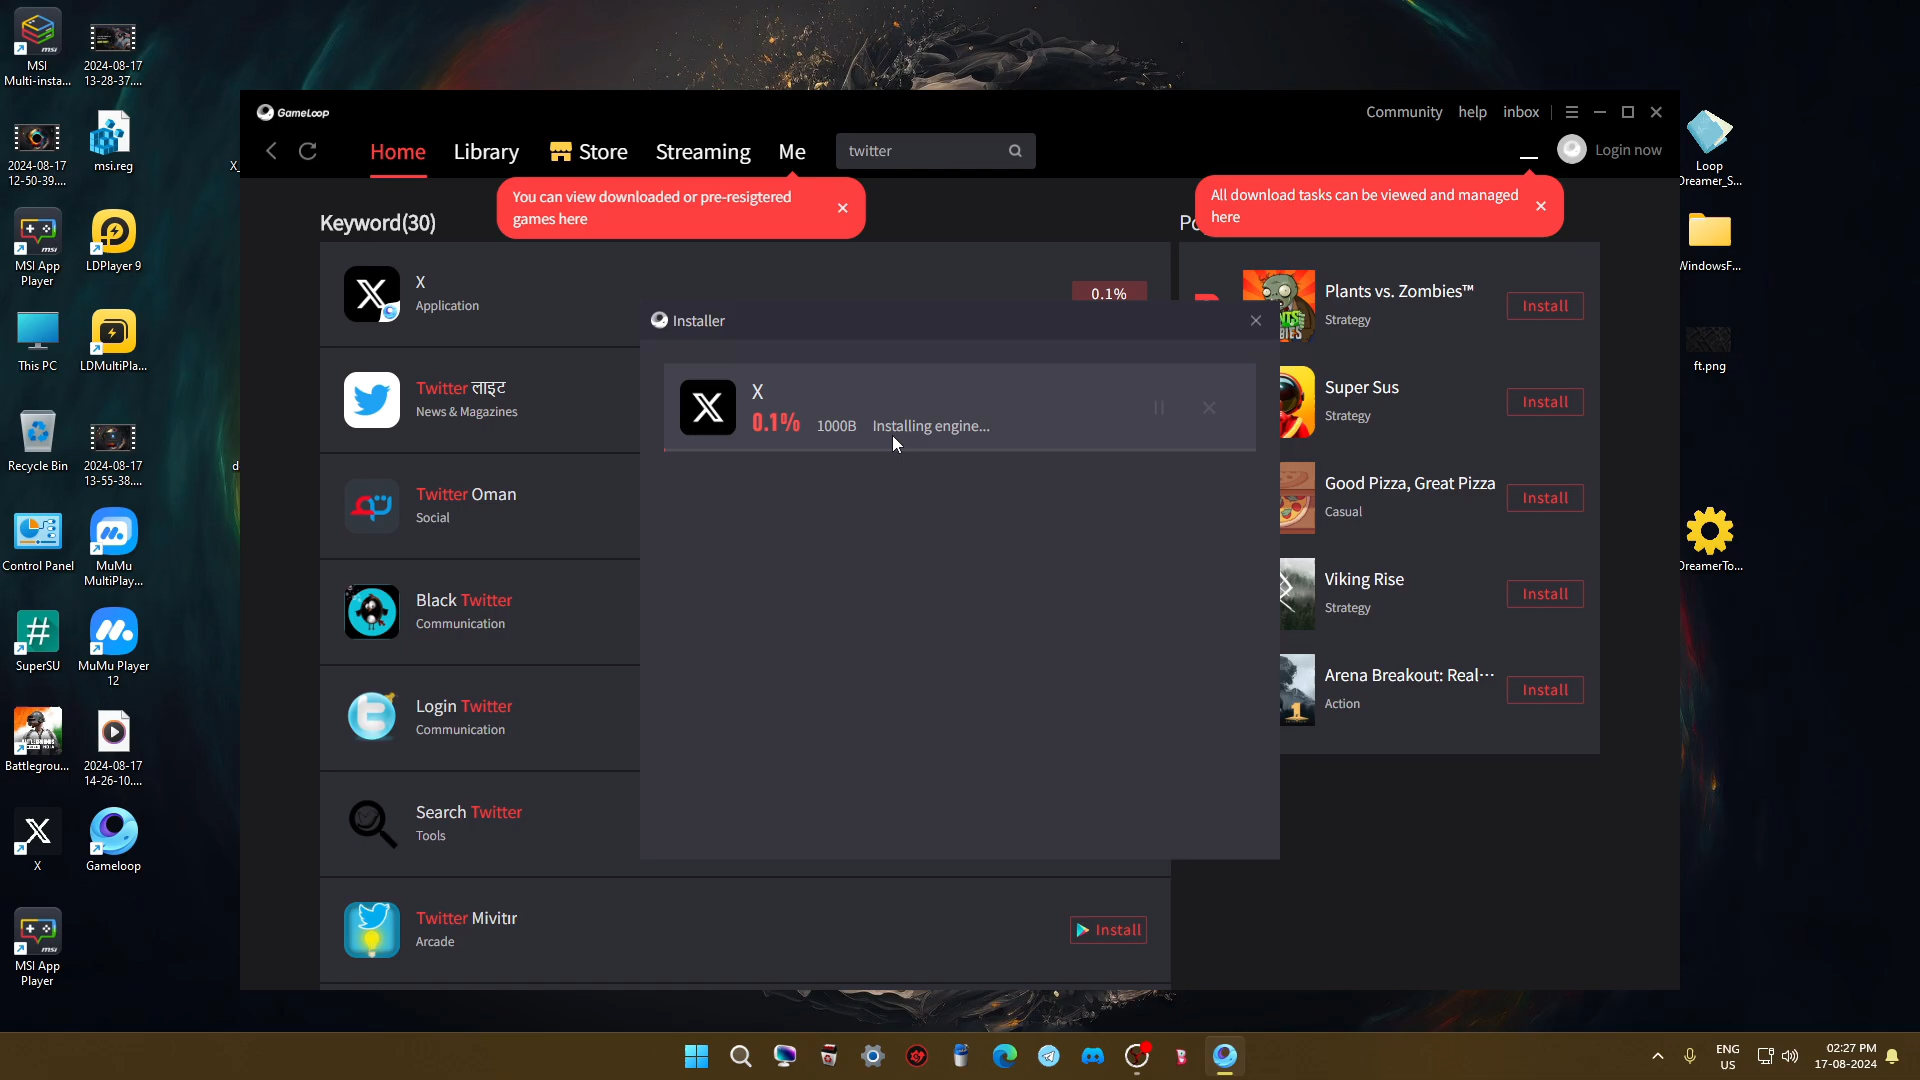 MSI
Multi-insta...
2024-08-17
13-28-37....
2024-08-17
12-50-39....
msi.reg
X_
MSI App
Player
LDPlayer 9
This PC
LDMultiPla...
Recycle Bin
2024-08-17
13-55-38....
d
Control Panel
MuMu
MultiPlay...
SuperSU
MuMu Player
12
Battlegrou...
2024-08-17
14-26-10....
X
Gameloop
MSI App
Player
GameLoop
Community help inbox
Home Library Store Streaming Me
twitter
Login now
You can view downloaded or pre-resigtered
games here
All download tasks can be viewed and managed
here
Keyword(30)
X
Application
0.1%
Twitter लाइट
News & Magazines
Twitter Oman
Social
Black Twitter
Communication
Login Twitter
Communication
Search Twitter
Tools
Twitter Mivitır
Arcade
Install
Installer
X
0.1% 1000B Installing engine...
Plants vs. Zombies™
Strategy
Install
Super Sus
Strategy
Install
Good Pizza, Great Pizza
Casual
Install
Viking Rise
Strategy
Install
Arena Breakout: Real···
Action
Install
Loop
Dreamer_S...
WindowsF...
ft.png
DreamerTo...
ENG
US
02:27 PM
17-08-2024